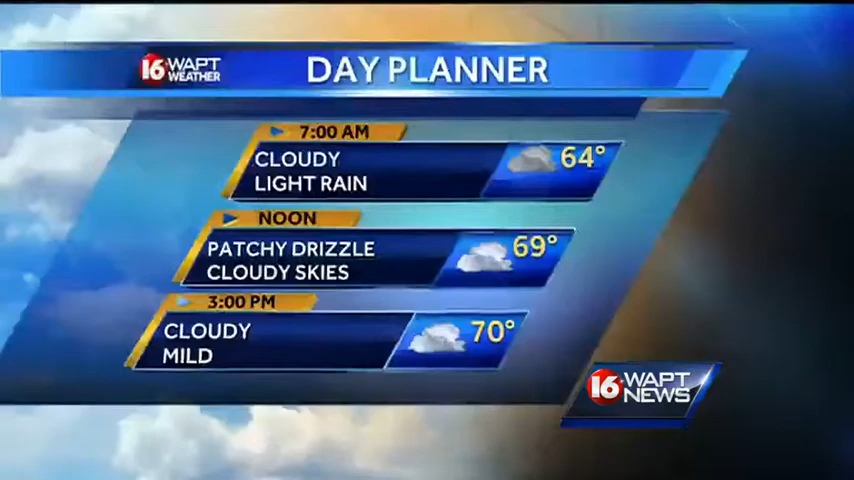 16 WAPT WEATHER
DAY PLANNER
7:00 AM
CLOUDY
LIGHT RAIN
64°
NOON
PATCHY DRIZZLE
CLOUDY SKIES
69°
3:00 PM
CLOUDY
MILD
70°
16 WAPT NEWS